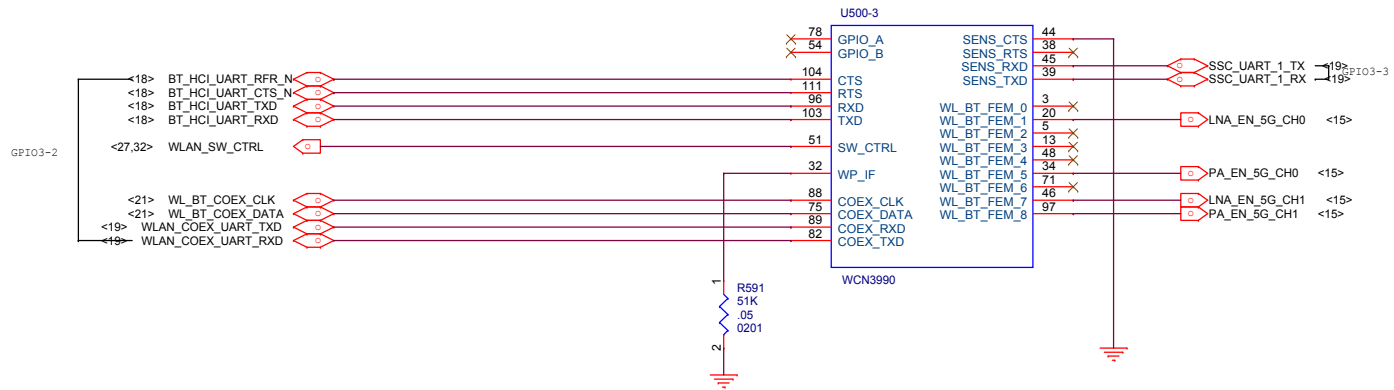 U500-3
78 GPIO_A SENS_CTS 44
54 GPIO_B SENS_RTS 38
SENS_RXD 45 SSC_UART_1_TX <19>
<18> BT_HCI_UART_RFR_N 104 CTS SENS_TXD 39 SSC_UART_1_RX <19>
GPIO3-3
<18> BT_HCI_UART_CTS_N 111 RTS
<18> BT_HCI_UART_TXD 96 RXD WL_BT_FEM_0 3
<18> BT_HCI_UART_RXD 103 TXD WL_BT_FEM_1 20 LNA_EN_5G_CH0 <15>
WL_BT_FEM_2 5
GPIO3-2
<27,32> WLAN_SW_CTRL 51 SW_CTRL WL_BT_FEM_3 13
WL_BT_FEM_4 48
32 WP_IF WL_BT_FEM_5 34 PA_EN_5G_CH0 <15>
WL_BT_FEM_6 71
<21> WL_BT_COEX_CLK 88 COEX_CLK WL_BT_FEM_7 46 LNA_EN_5G_CH1 <15>
<21> WL_BT_COEX_DATA 75 COEX_DATA WL_BT_FEM_8 97 PA_EN_5G_CH1 <15>
<19> WLAN_COEX_UART_TXD 89 COEX_RXD
<19> WLAN_COEX_UART_RXD 82 COEX_TXD
WCN3990
1
R591
51K
.05
0201
2